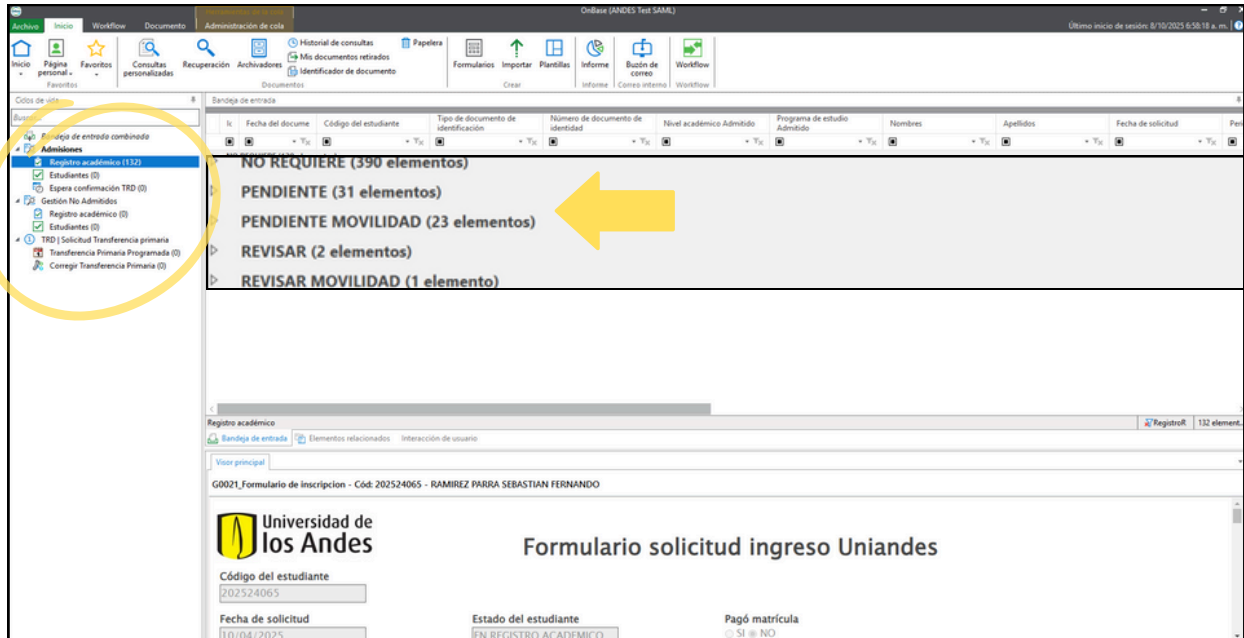 OnBase (ANDES Test SAML)
Archivo Inicio Workflow Documento Administración de cola
Último inicio de sesión: 8/10/2025 6:58:18 a. m.
Inicio
Página personal
Favoritos
Consultas personalizadas
Favoritos
Recuperación
Archivadores
Historial de consultas
Mis documentos retirados
Identificador de documento
Papelera
Documentos
Formularios
Importar
Plantillas
Crear
Informe
Informe
Buzón de correo
Correo interno
Workflow
Workflow
Ciclos de vida
Bandeja de entrada combinada
Admisiones
Registro académico (132)
Estudiantes (0)
Espera confirmación TRD (0)
Gestión No Admitidos
Registro académico (0)
Estudiantes (0)
TRD | Solicitud Transferencia primaria
Transferencia Primaria Programada (0)
Corregir Transferencia Primaria (0)
Bandeja de entrada
Ic
Fecha del docume
Código del estudiante
Tipo de documento de identificación
Número de documento de identidad
Nivel académico Admitido
Programa de estudio Admitido
Nombres
Apellidos
Fecha de solicitud
NO REQUIERE (390 elementos)
PENDIENTE (31 elementos)
PENDIENTE MOVILIDAD (23 elementos)
REVISAR (2 elementos)
REVISAR MOVILIDAD (1 elemento)
Registro académico
RegistroR
132 element...
Bandeja de entrada
Elementos relacionados
Interacción de usuario
Visor principal
G0021_Formulario de inscripcion - Cód: 202524065 - RAMIREZ PARRA SEBASTIAN FERNANDO
Universidad de
los Andes
Formulario solicitud ingreso Uniandes
Código del estudiante
202524065
Fecha de solicitud
10/04/2025
Estado del estudiante
EN REGISTRO ACADEMICO
Pagó matrícula
SI NO